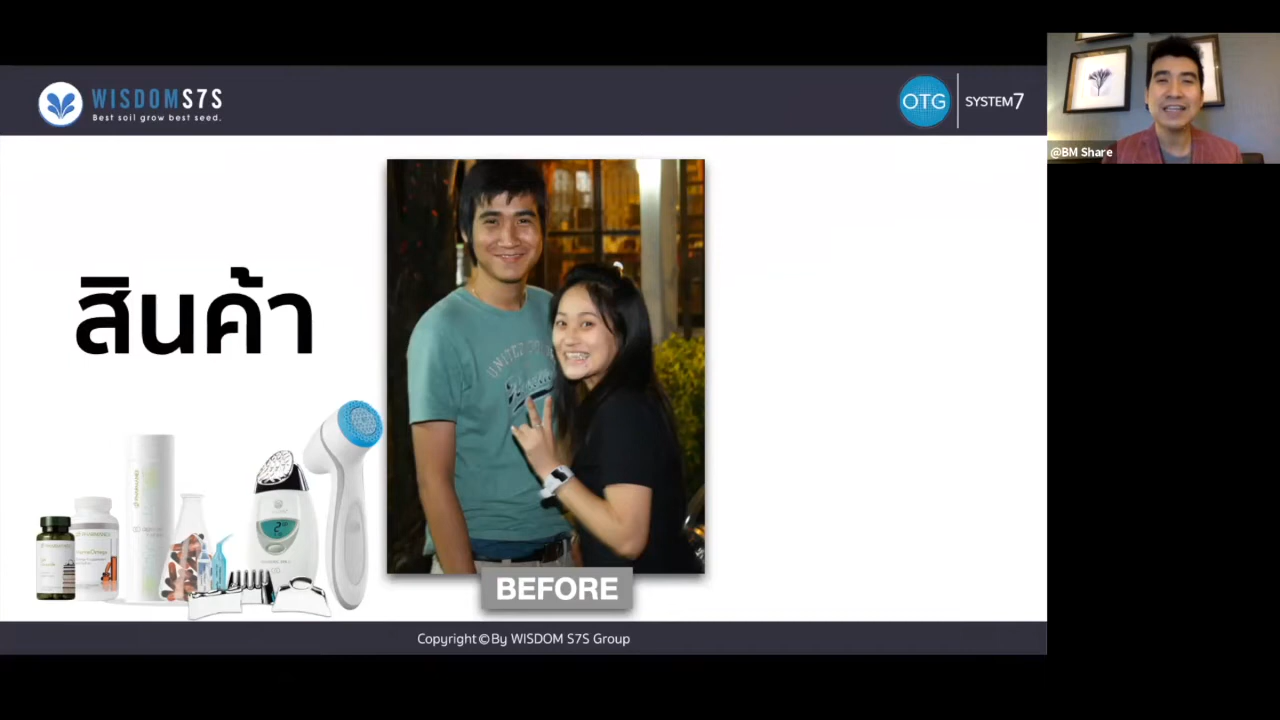 WISDOMS7S
Best soil grow best seed.
OTG SYSTEM7
@BM Share
สินค้า
BEFORE
Copyright©By WISDOM S7S Group